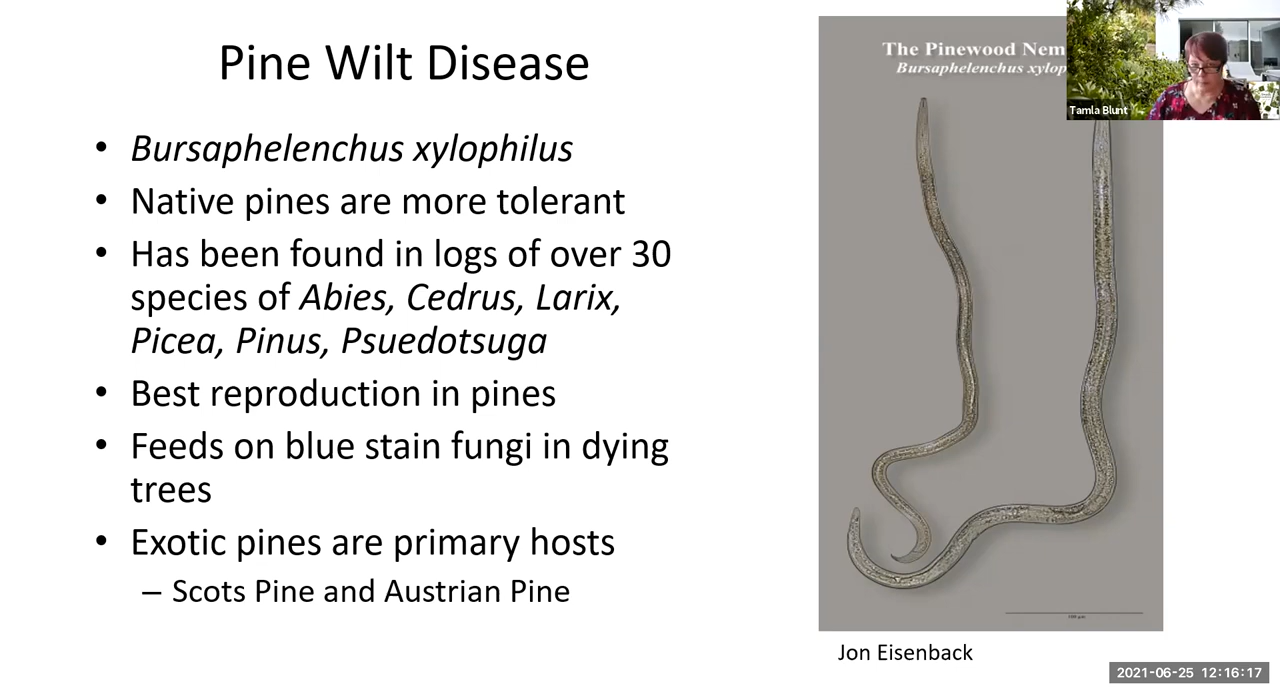 Pine Wilt Disease
• Bursaphelenchus xylophilus
• Native pines are more tolerant
• Has been found in logs of over 30
species of Abies, Cedrus, Larix,
Picea, Pinus, Psuedotsuga
• Best reproduction in pines
• Feeds on blue stain fungi in dying
trees
• Exotic pines are primary hosts
– Scots Pine and Austrian Pine
The Pinewood Nem
Bursaphelenchus xylop
Tamla Blunt
Jon Eisenback
2021-06-25 12:16:17